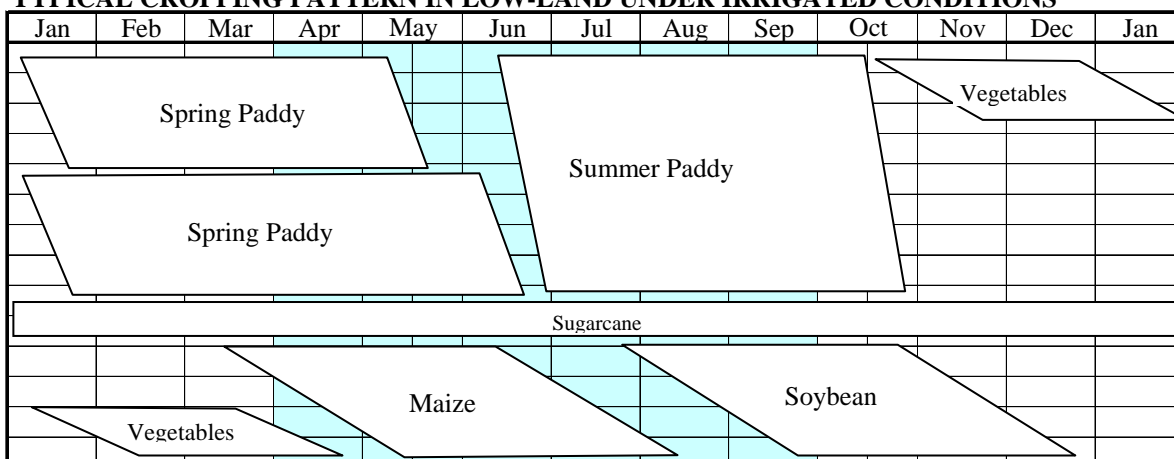 TYPICAL CROPPING PATTERN IN LOW-LAND UNDER IRRIGATED CONDITIONS
Jan Feb Mar Apr May Jun Jul Aug Sep Oct Nov Dec Jan
Vegetables
Spring Paddy
Summer Paddy
Spring Paddy
Sugarcane
Maize
Soybean
Vegetables